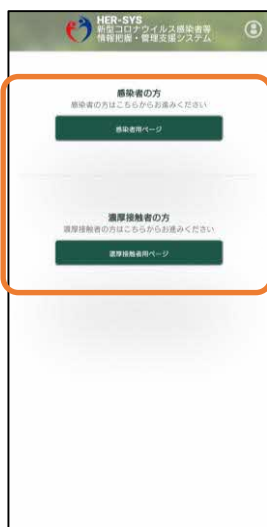 HER-SYS
新型コロナウイルス感染者等
情報把握・管理支援システム
感染者の方
感染者の方はこちらからお進みください
感染者用ページ
濃厚接触者の方
濃厚接触者の方はこちらからお進みください
濃厚接触者用ページ